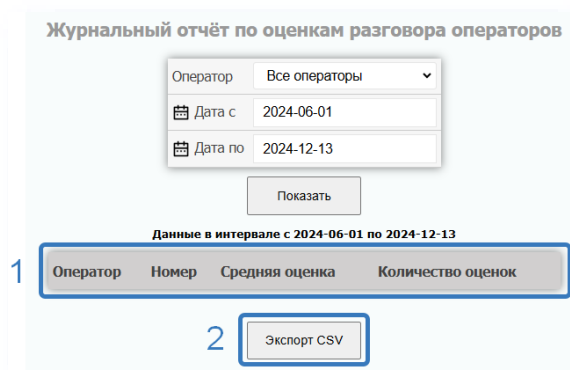 Журнальный отчёт по оценкам разговора операторов
Оператор Все операторы
Дата с 2024-06-01
Дата по 2024-12-13
Показать
Данные в интервале с 2024-06-01 по 2024-12-13
1 Оператор Номер Средняя оценка Количество оценок
2 Экспорт CSV